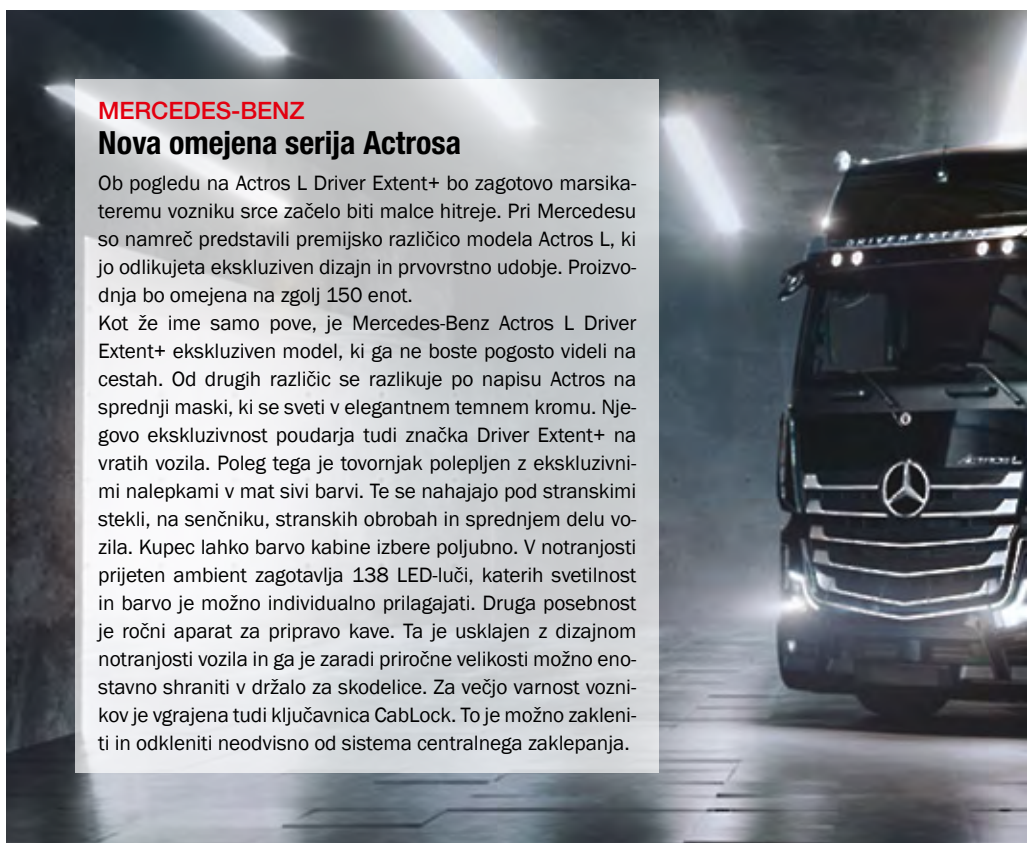 MERCEDES-BENZ
Nova omejena serija Actrosa
Ob pogledu na Actros L Driver Extent+ bo zagotovo marsika-
teremu vozniku srce začelo biti malce hitreje. Pri Mercedesu
so namreč predstavili premijsko različico modela Actros L, ki
jo odlikujeta ekskluziven dizajn in prvovrstno udobje. Proizvo-
dnja bo omejena na zgolj 150 enot.
Kot že ime samo pove, je Mercedes-Benz Actros L Driver
Extent+ ekskluziven model, ki ga ne boste pogosto videli na
cestah. Od drugih različic se razlikuje po napisu Actros na
sprednji maski, ki se sveti v elegantnem temnem kromu. Nje-
govo ekskluzivnost poudarja tudi značka Driver Extent+ na
vratih vozila. Poleg tega je tovornjak polepljen z ekskluzivni-
mi nalepkami v mat sivi barvi. Te se nahajajo pod stranskimi
stekli, na senčniku, stranskih obrobah in sprednjem delu vo-
zila. Kupec lahko barvo kabine izbere poljubno. V notranjosti
prijeten ambient zagotavlja 138 LED-luči, katerih svetilnost
in barvo je možno individualno prilagajati. Druga posebnost
je ročni aparat za pripravo kave. Ta je usklajen z dizajnom
notranjosti vozila in ga je zaradi priročne velikosti možno eno-
stavno shraniti v držalo za skodelice. Za večjo varnost vozni-
kov je vgrajena tudi ključavnica CabLock. To je možno zakleni-
ti in odkleniti neodvisno od sistema centralnega zaklepanja.
DRIVER EXTENT
ACTROS L